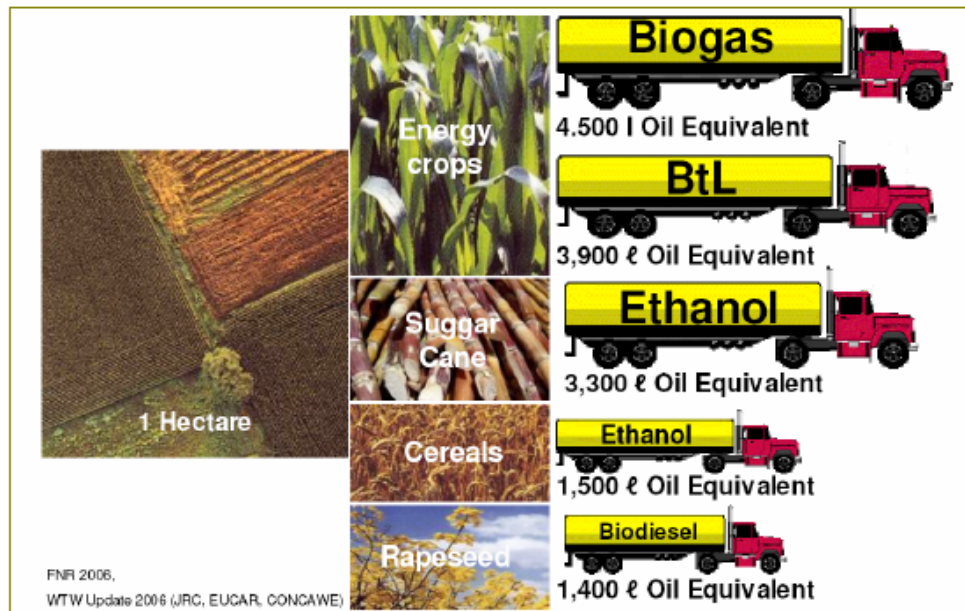 1 Hectare
FNR 2006,
WTW Update 2006 (JRC, EUCAR, CONCAWE)
Energy
crops
Biogas
4.500 l Oil Equivalent
BtL
3,900 ℓ Oil Equivalent
Suggar
Cane
Ethanol
3,300 ℓ Oil Equivalent
Cereals
Ethanol
1,500 ℓ Oil Equivalent
Rapeseed
Biodiesel
1,400 ℓ Oil Equivalent